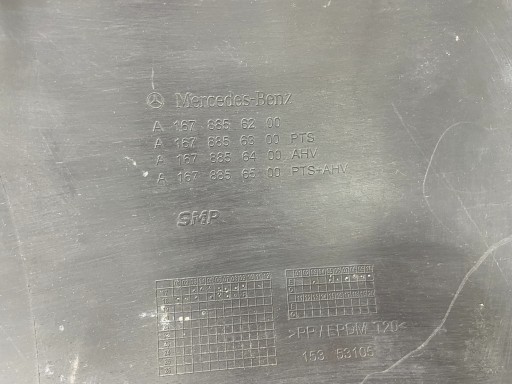 Mercedes-Benz
A 167 885 62 00
A 167 885 63 00 PTS
A 167 885 64 00 AHV
A 167 885 65 00 PTS+AHV
SMP
>PP/EPDM T20<
153 53105